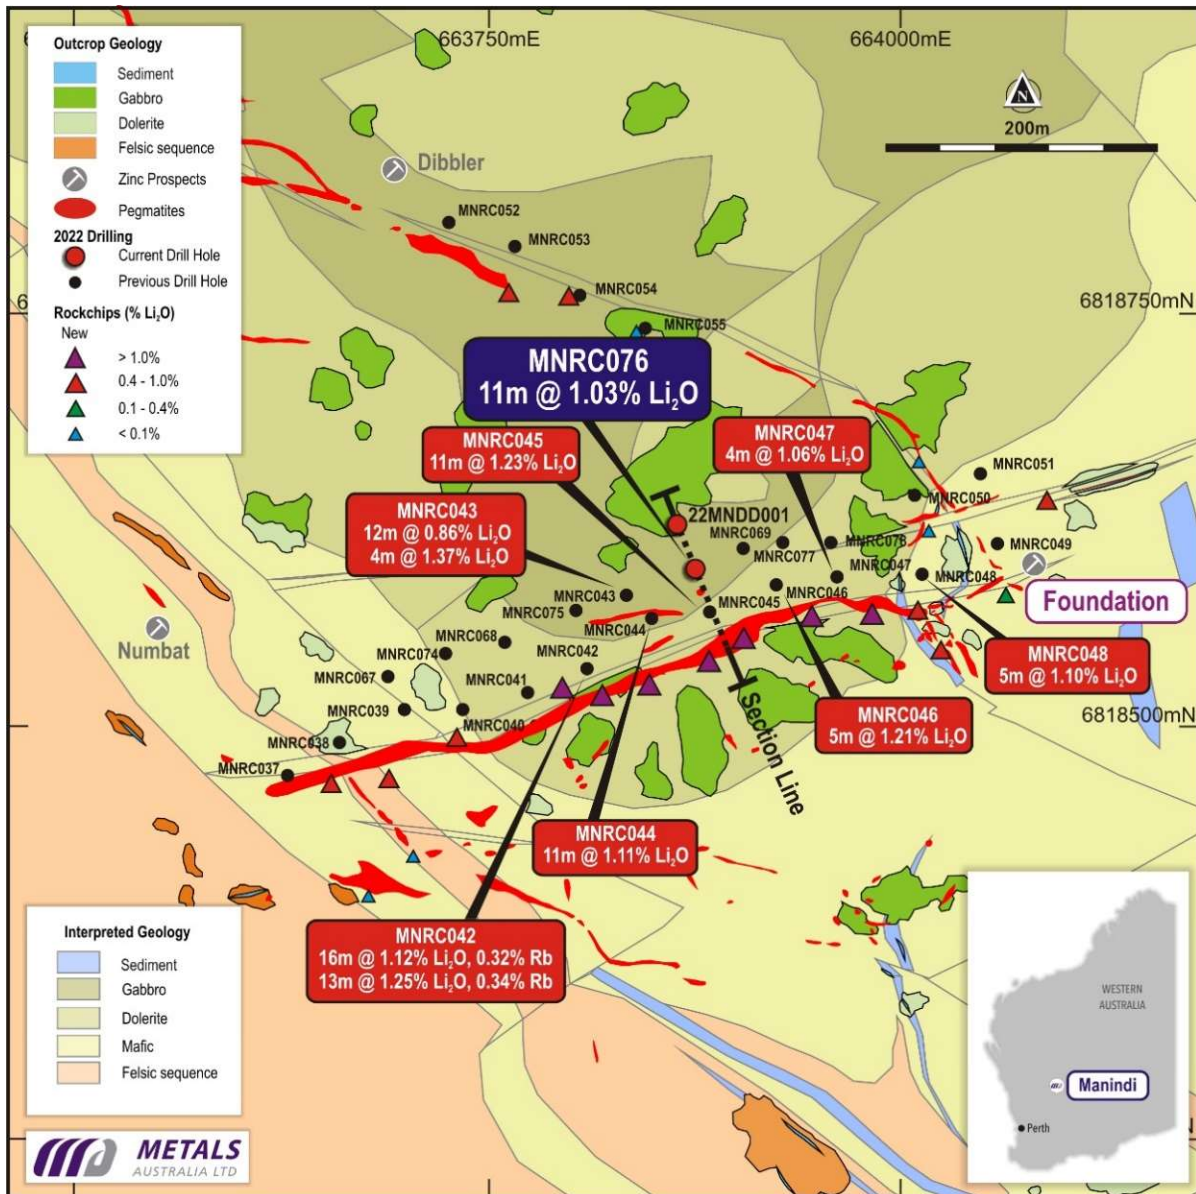 Outcrop Geology
Sediment
Gabbro
Dolerite
Felsic sequence
Zinc Prospects
Pegmatites
2022 Drilling
Current Drill Hole
Previous Drill Hole
Rockchips (% Li₂O)
New
> 1.0%
0.4 - 1.0%
0.1 - 0.4%
< 0.1%
663750mE
664000mE
N
200m
Dibbler
MNRC052
MNRC053
MNRC054
MNRC055
6818750mN
MNRC076
11m @ 1.03% Li₂O
MNRC045
11m @ 1.23% Li₂O
MNRC047
4m @ 1.06% Li₂O
MNRC043
12m @ 0.86% Li₂O
4m @ 1.37% Li₂O
22MNDD001
MNRC051
MNRC050
MNRC069
MNRC077
MNRC078
MNRC049
MNRC047
MNRC048
MNRC043
MNRC075
MNRC044
MNRC045
MNRC046
Foundation
Numbat
MNRC068
MNRC074
MNRC042
MNRC067
MNRC041
MNRC039
MNRC040
MNRC038
MNRC037
MNRC048
5m @ 1.10% Li₂O
MNRC046
5m @ 1.21% Li₂O
6818500mN
Section Line
MNRC044
11m @ 1.11% Li₂O
MNRC042
16m @ 1.12% Li₂O, 0.32% Rb
13m @ 1.25% Li₂O, 0.34% Rb
Interpreted Geology
Sediment
Gabbro
Dolerite
Mafic
Felsic sequence
WESTERN
AUSTRALIA
Manindi
Perth
METALS
AUSTRALIA LTD